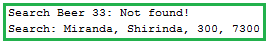 Search Beer 33: Not found!
Search: Miranda, Shirinda, 300, 7300